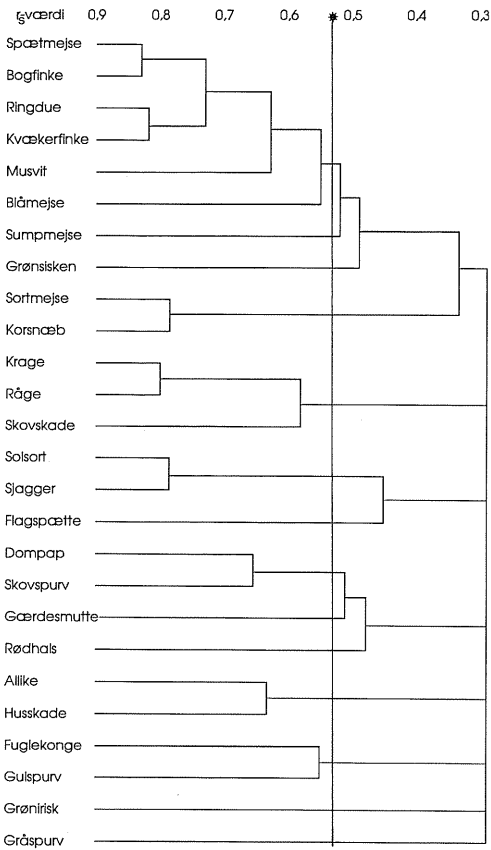 r_s værdi 0,9 0,8 0,7 0,6 * 0,5 0,4 0,3
Spætmejse
Bogfinke
Ringdue
Kvækerfinke
Musvit
Blåmejse
Sumpmejse
Grønsisken
Sortmejse
Korsnæb
Krage
Råge
Skovskade
Solsort
Sjagger
Flagspætte
Dompap
Skovspurv
Gærdesmutte
Rødhals
Allike
Husskade
Fuglekonge
Gulspurv
Grønirisk
Gråspurv